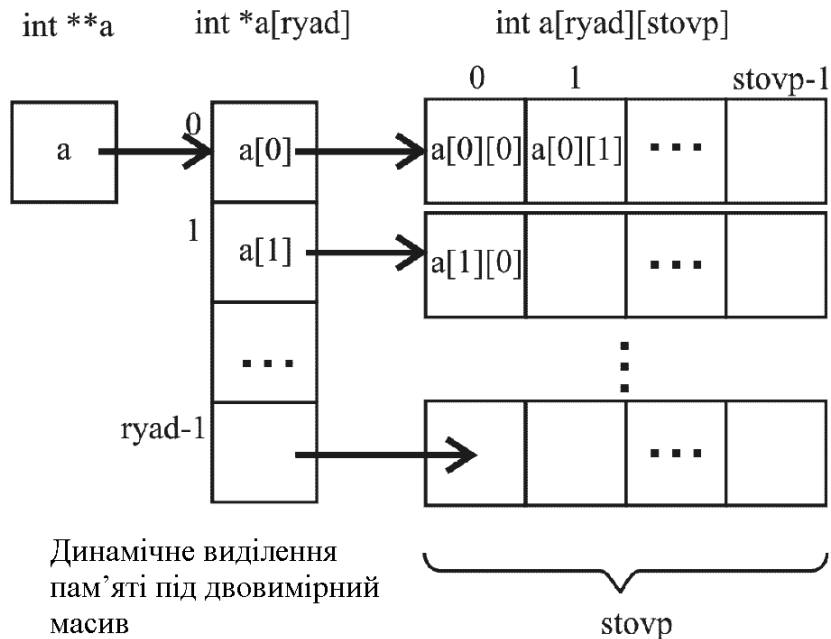 int **a
int *a[ryad]
int a[ryad][stovp]
0
1
stovp-1
a
0
a[0]
a[0][0]
a[0][1]
...
1
a[1]
a[1][0]
...
...
⋮
ryad-1
...
Динамічне виділення
пам’яті під двовимірний
масив
stovp